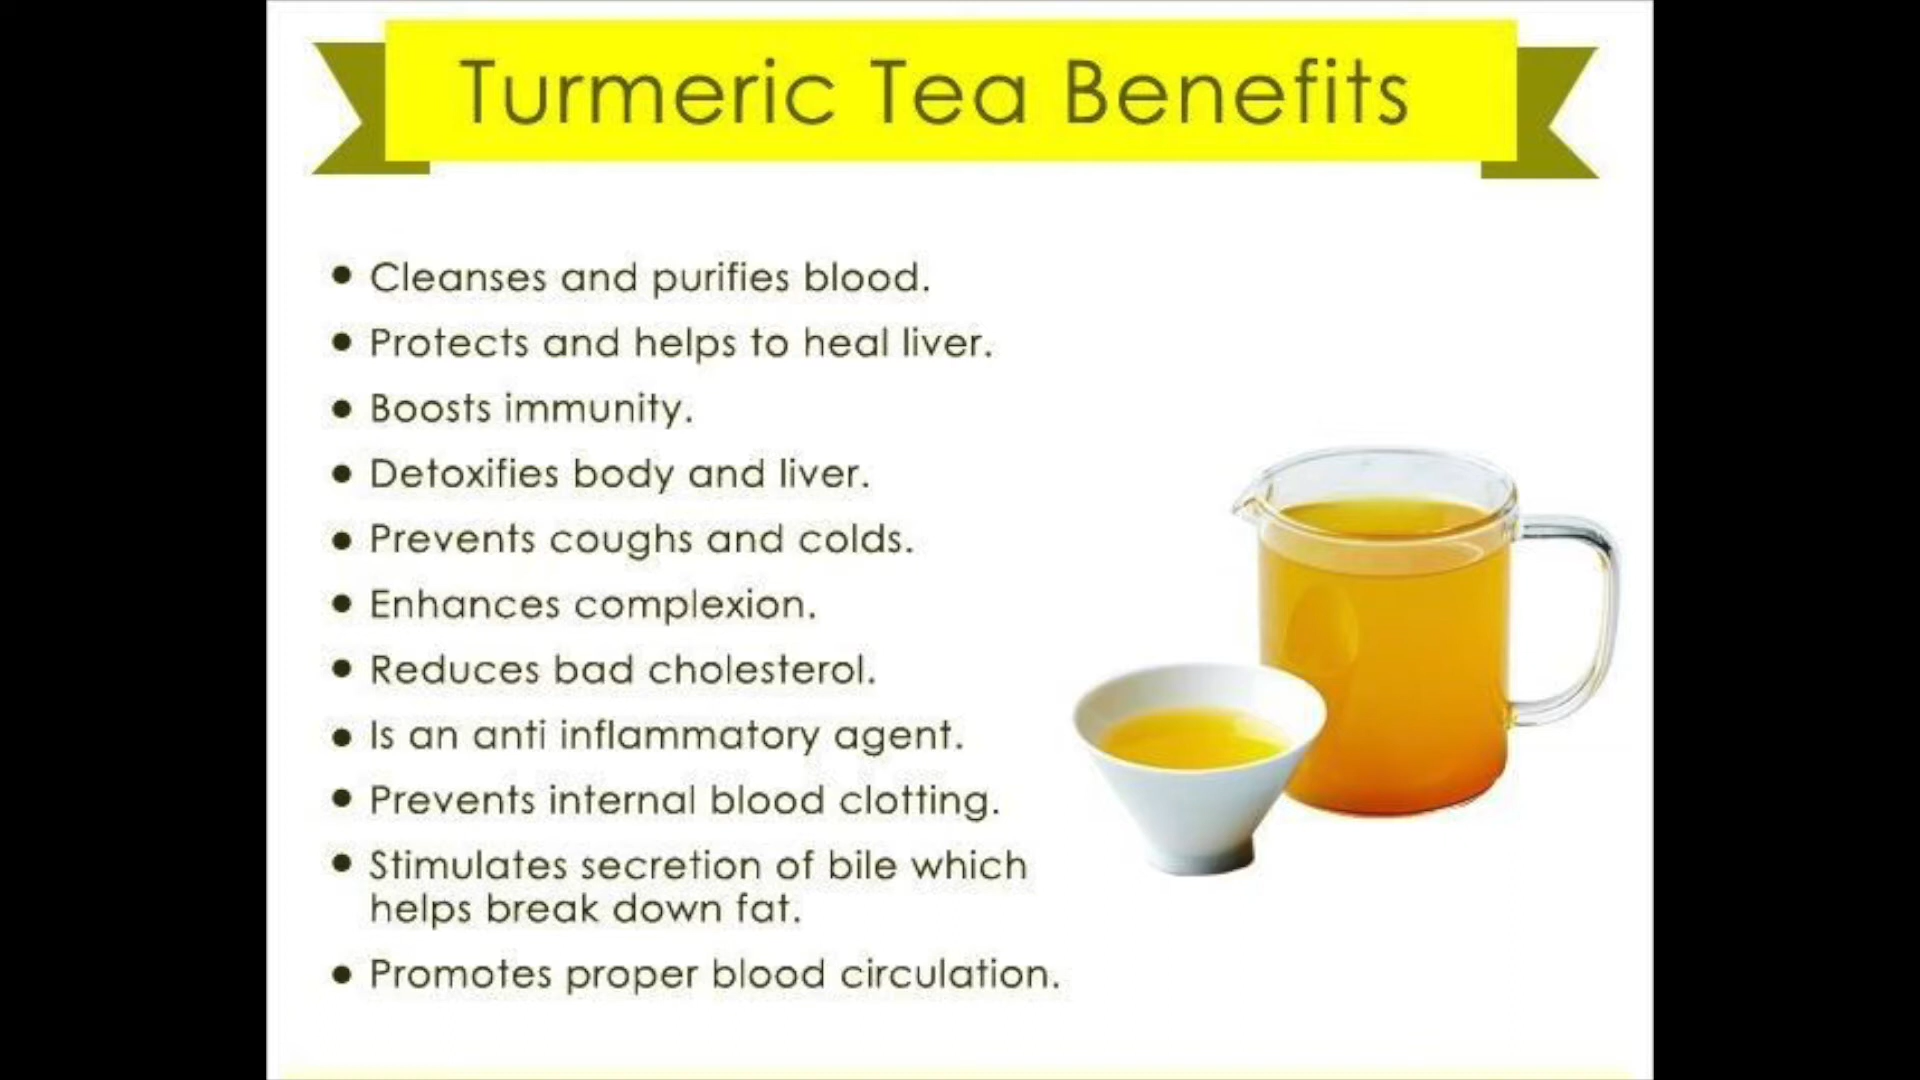 Turmeric Tea Benefits
• Cleanses and purifies blood.
• Protects and helps to heal liver.
• Boosts immunity.
• Detoxifies body and liver.
• Prevents coughs and colds.
• Enhances complexion.
• Reduces bad cholesterol.
• Is an anti inflammatory agent.
• Prevents internal blood clotting.
• Stimulates secretion of bile which
helps break down fat.
• Promotes proper blood circulation.